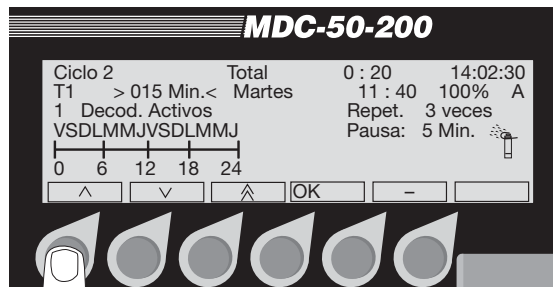 MDC-50-200
Ciclo 2 Total 0 : 20 14:02:30
T1 > 015 Min.< Martes 11 : 40 100% A
1 Decod. Activos Repet. 3 veces
VSDLMMJVSDLMMJ Pausa: 5 Min.
0 6 12 18 24
OK –